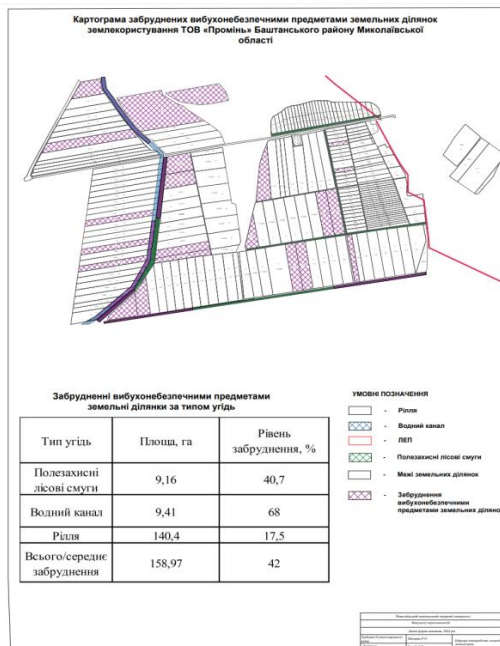 Картограма забруднених вибухонебезпечними предметами земельних ділянок
землекористування ТОВ «Промінь» Баштанського району Миколаївської
області
Забрудненні вибухонебезпечними предметами
земельні ділянки за типом угідь
Тип угідь
Площа, га
Рівень
забруднення, %
Полезахисні
лісові смуги
9,16
40,7
Водний канал
9,41
68
Рілля
140,4
17,5
Всього/середнє
забруднення
158,97
42
УМОВНІ ПОЗНАЧЕННЯ
- Рілля
- Водний канал
- ЛЕП
- Полезахисні лісові смуги
- Межі земельних ділянок
- Забруднення
вибухонебезпечними
предметами земельних ділянок